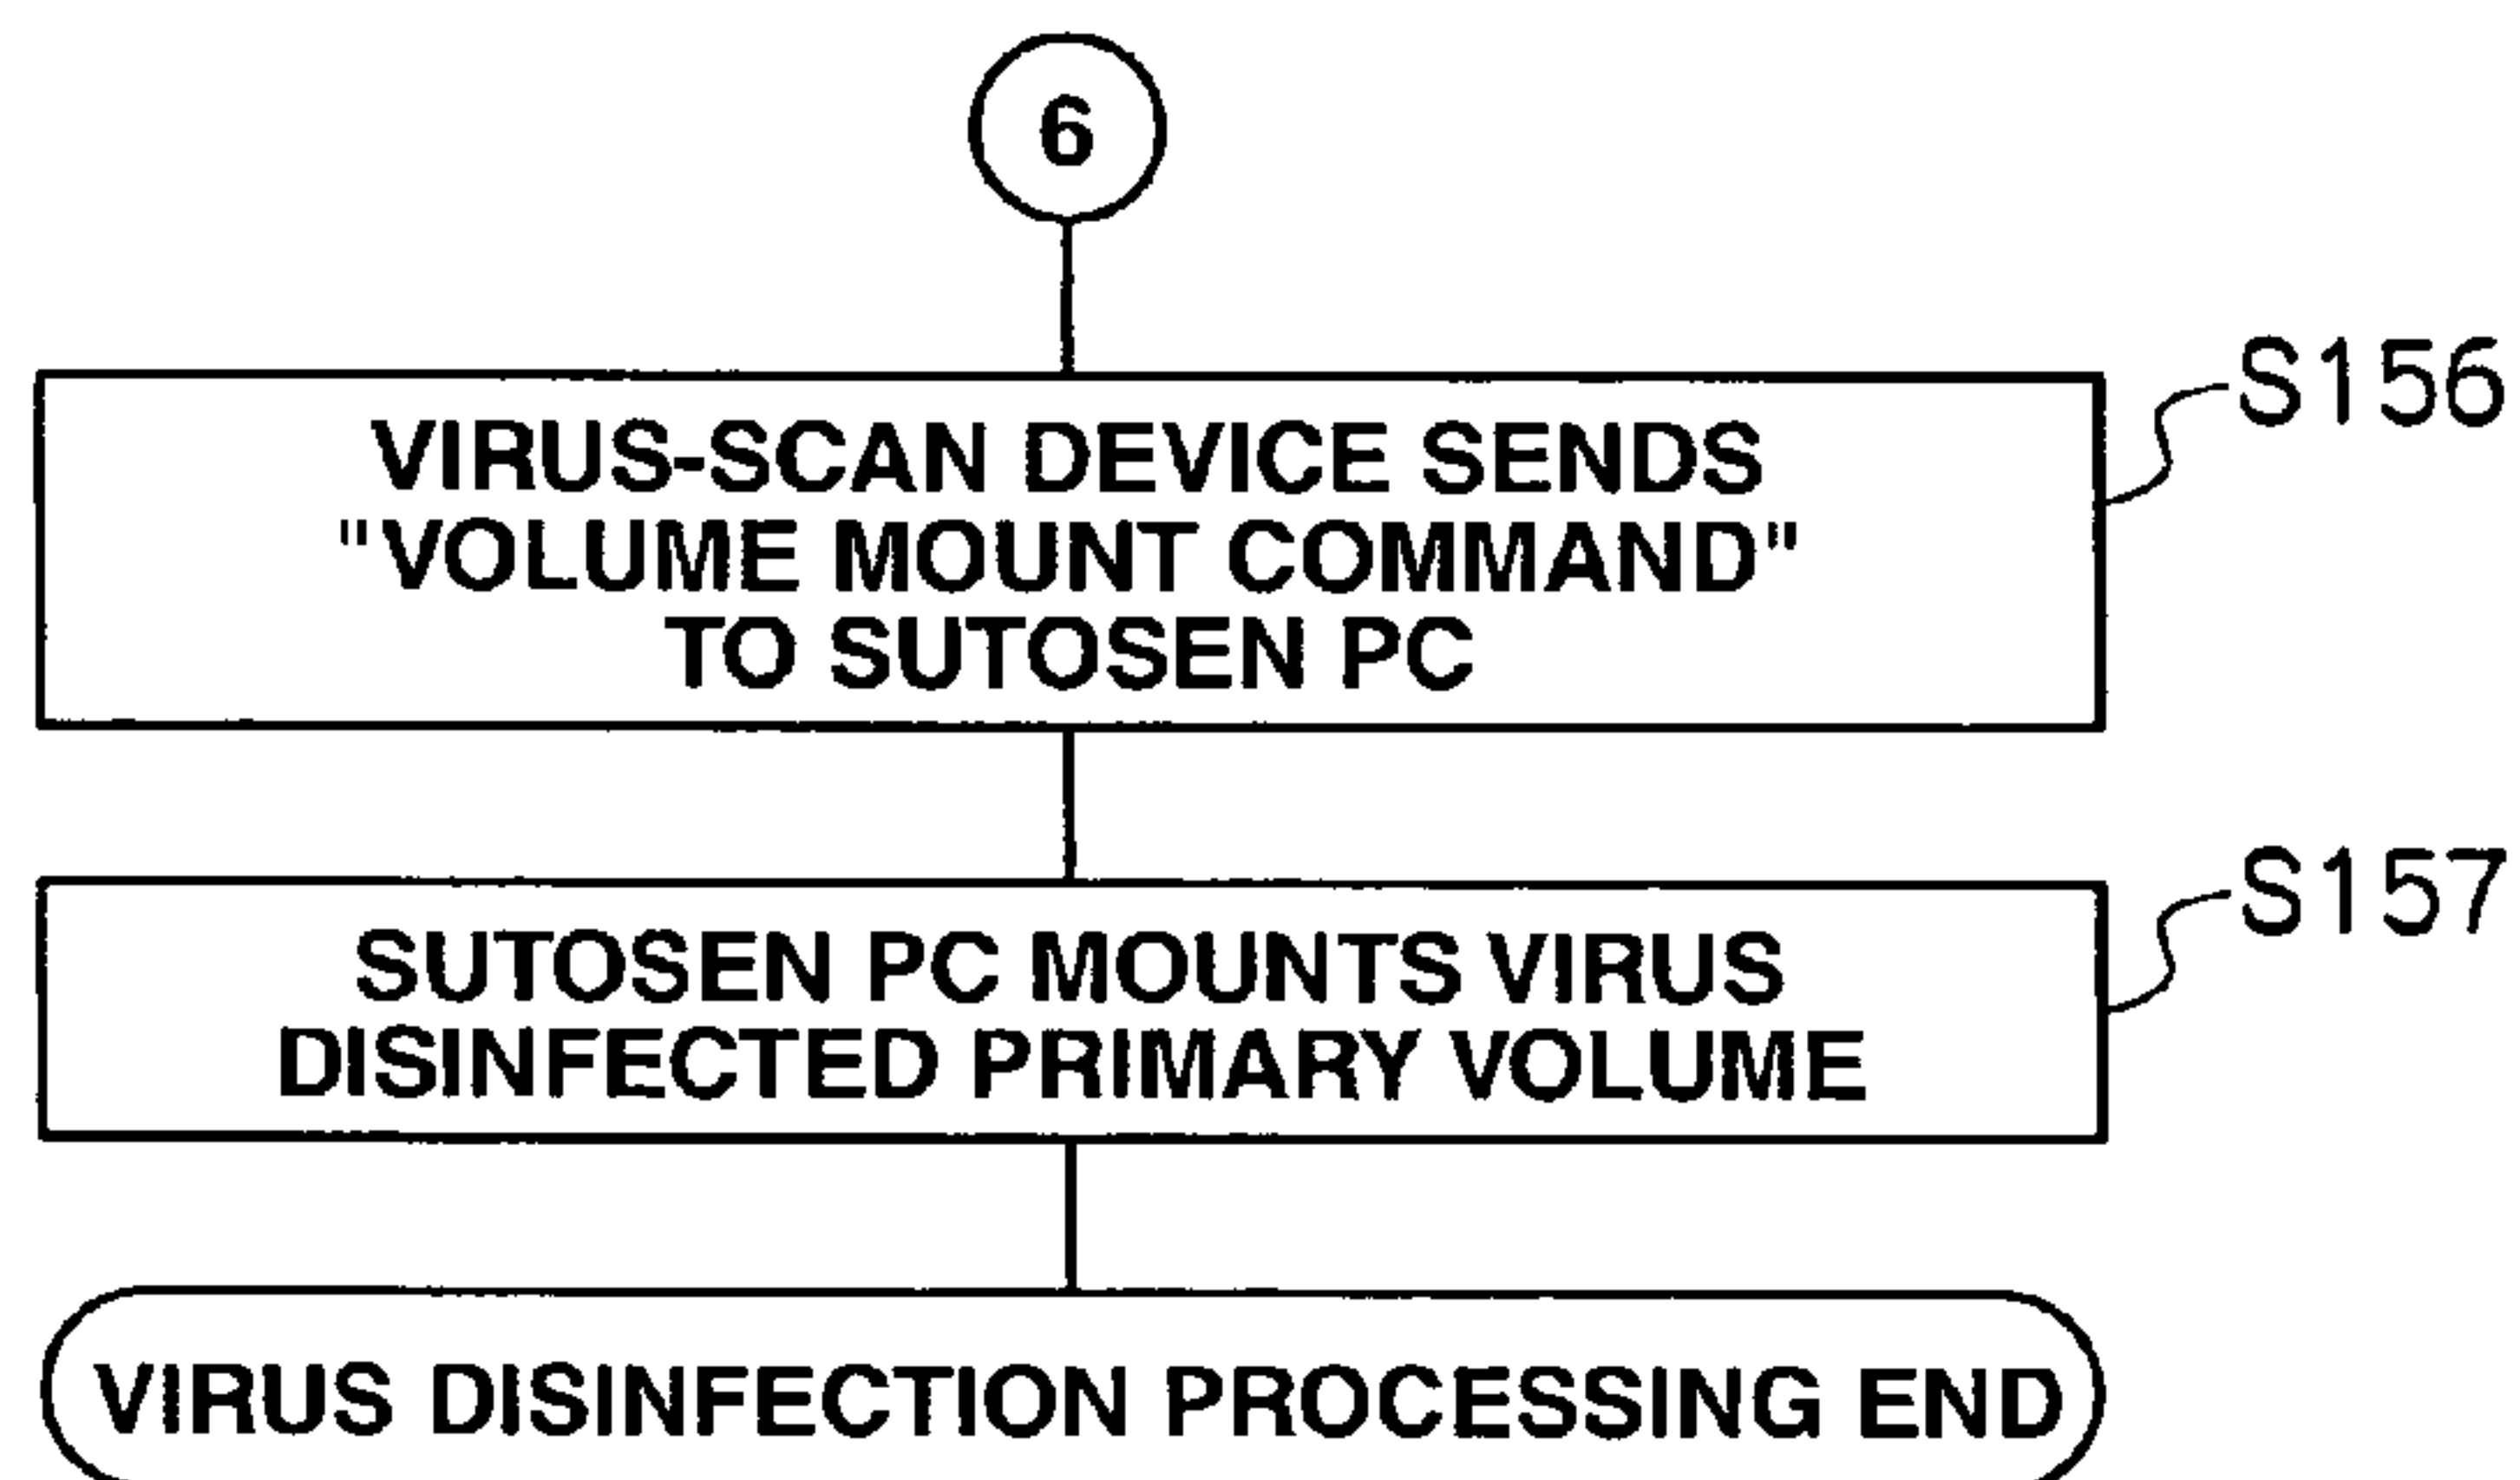 6
S156
VIRUS-SCAN DEVICE SENDS
"VOLUME MOUNT COMMAND"
TO SUTOSEN PC
S157
SUTOSEN PC MOUNTS VIRUS
DISINFECTED PRIMARY VOLUME
VIRUS DISINFECTION PROCESSING END